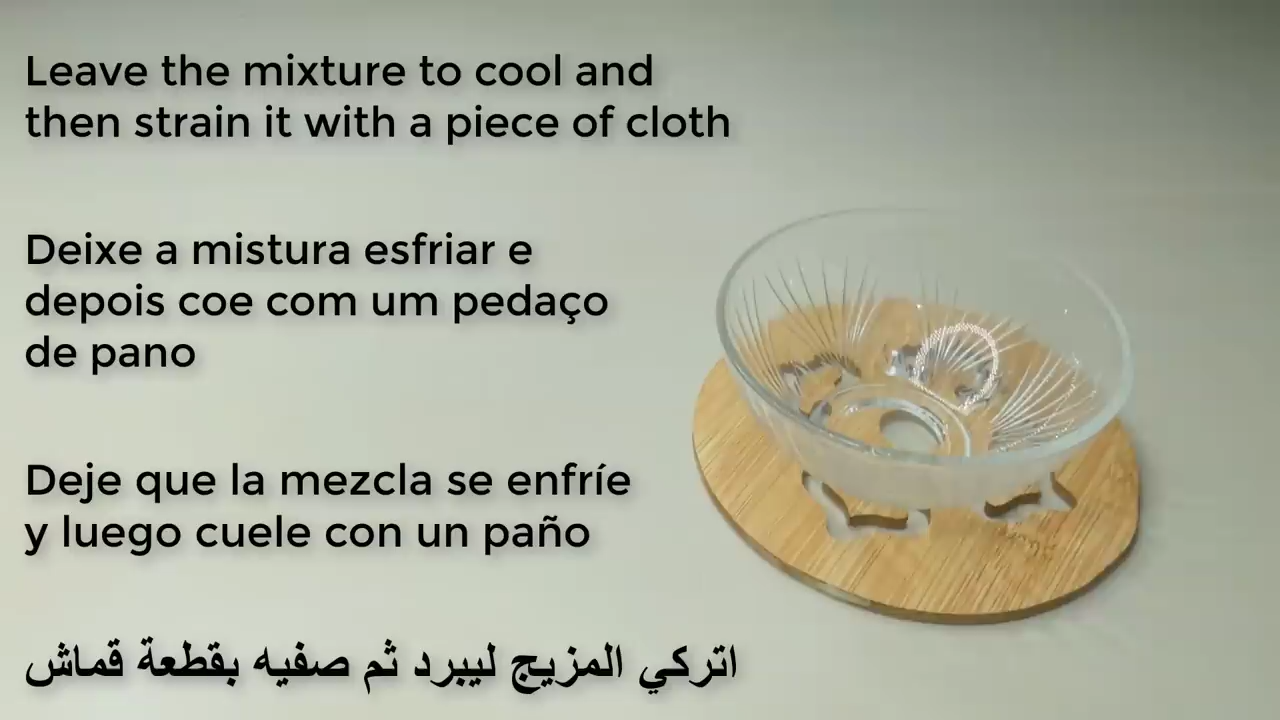 Leave the mixture to cool and
then strain it with a piece of cloth
Deixe a mistura esfriar e
depois coe com um pedaço
de pano
Deje que la mezcla se enfríe
y luego cuele con un paño
اتركي المزيج ليبرد ثم صفيه بقطعة قماش